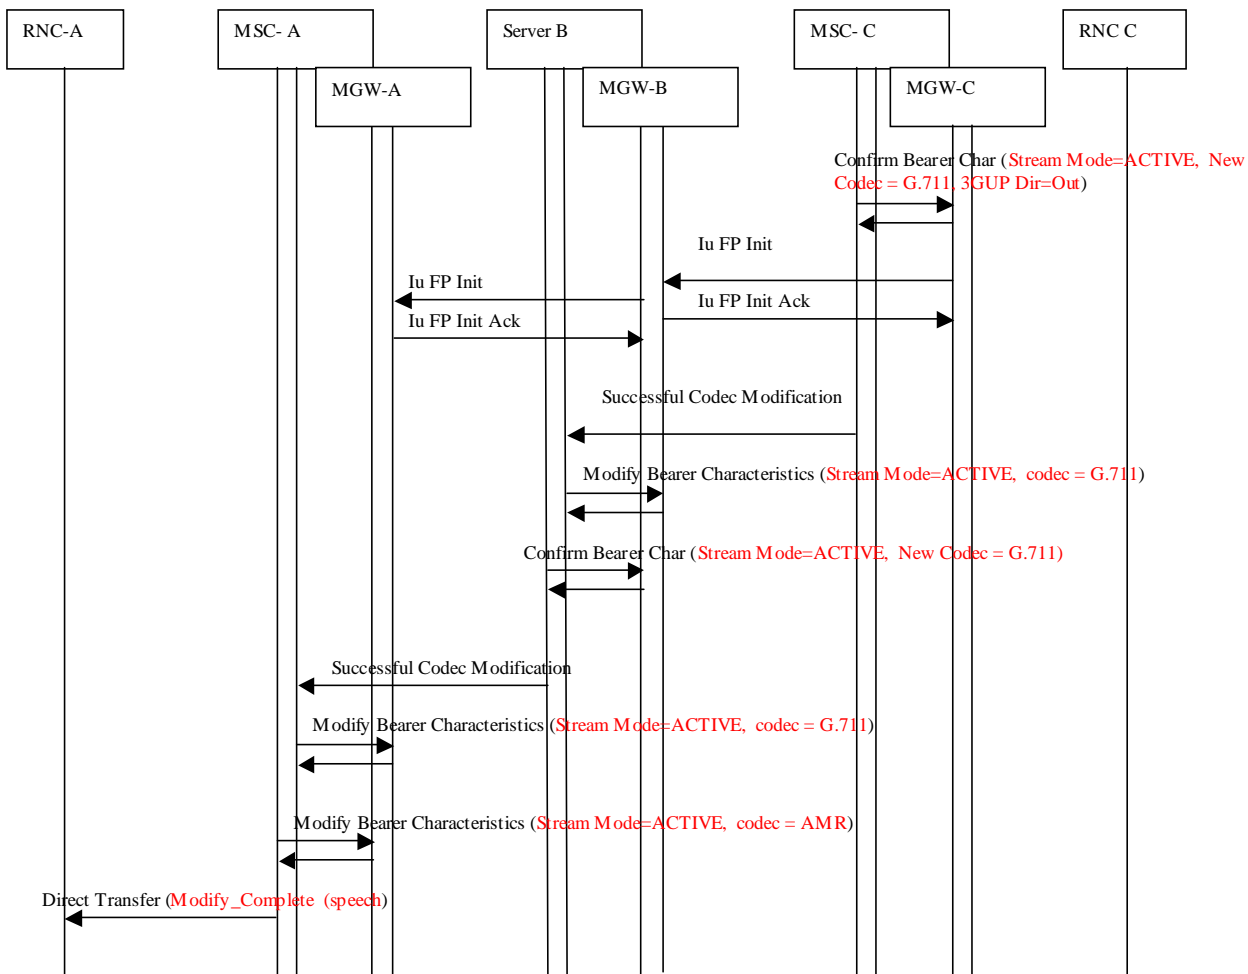 RNC-A
MSC- A
Server B
MSC- C
RNC C
MGW-A
MGW-B
MGW-C
Confirm Bearer Char (Stream Mode=ACTIVE, New
Codec = G.711, 3GUP Dir=Out)
Iu FP Init
Iu FP Init
Iu FP Init Ack
Iu FP Init Ack
Successful Codec Modification
Modify Bearer Characteristics (Stream Mode=ACTIVE, codec = G.711)
Confirm Bearer Char (Stream Mode=ACTIVE, New Codec = G.711)
Successful Codec Modification
Modify Bearer Characteristics (Stream Mode=ACTIVE, codec = G.711)
Modify Bearer Characteristics (Stream Mode=ACTIVE, codec = AMR)
Direct Transfer (Modify_Complete (speech)